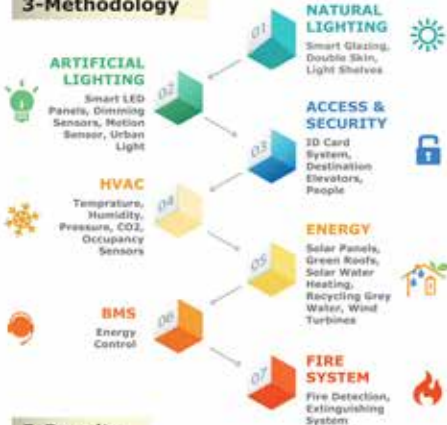 3-Methodology
01
NATURAL
LIGHTING
Smart Glazing,
Double Skin,
Light Shelves
02
ARTIFICIAL
LIGHTING
Smart LED
Panels, Dimming
Sensors, Motion
Sensor, Urban
Light
03
ACCESS &
SECURITY
ID Card
System,
Destination
Elevators,
People
04
HVAC
Temprature,
Humidity,
Pressure, CO2,
Occupancy
Sensors
05
ENERGY
Solar Panels,
Green Roofs,
Solar Water
Heating,
Recycling Grey
Water, Wind
Turbines
06
BMS
Energy
Control
07
FIRE
SYSTEM
Fire Detection,
Extinguishing
System